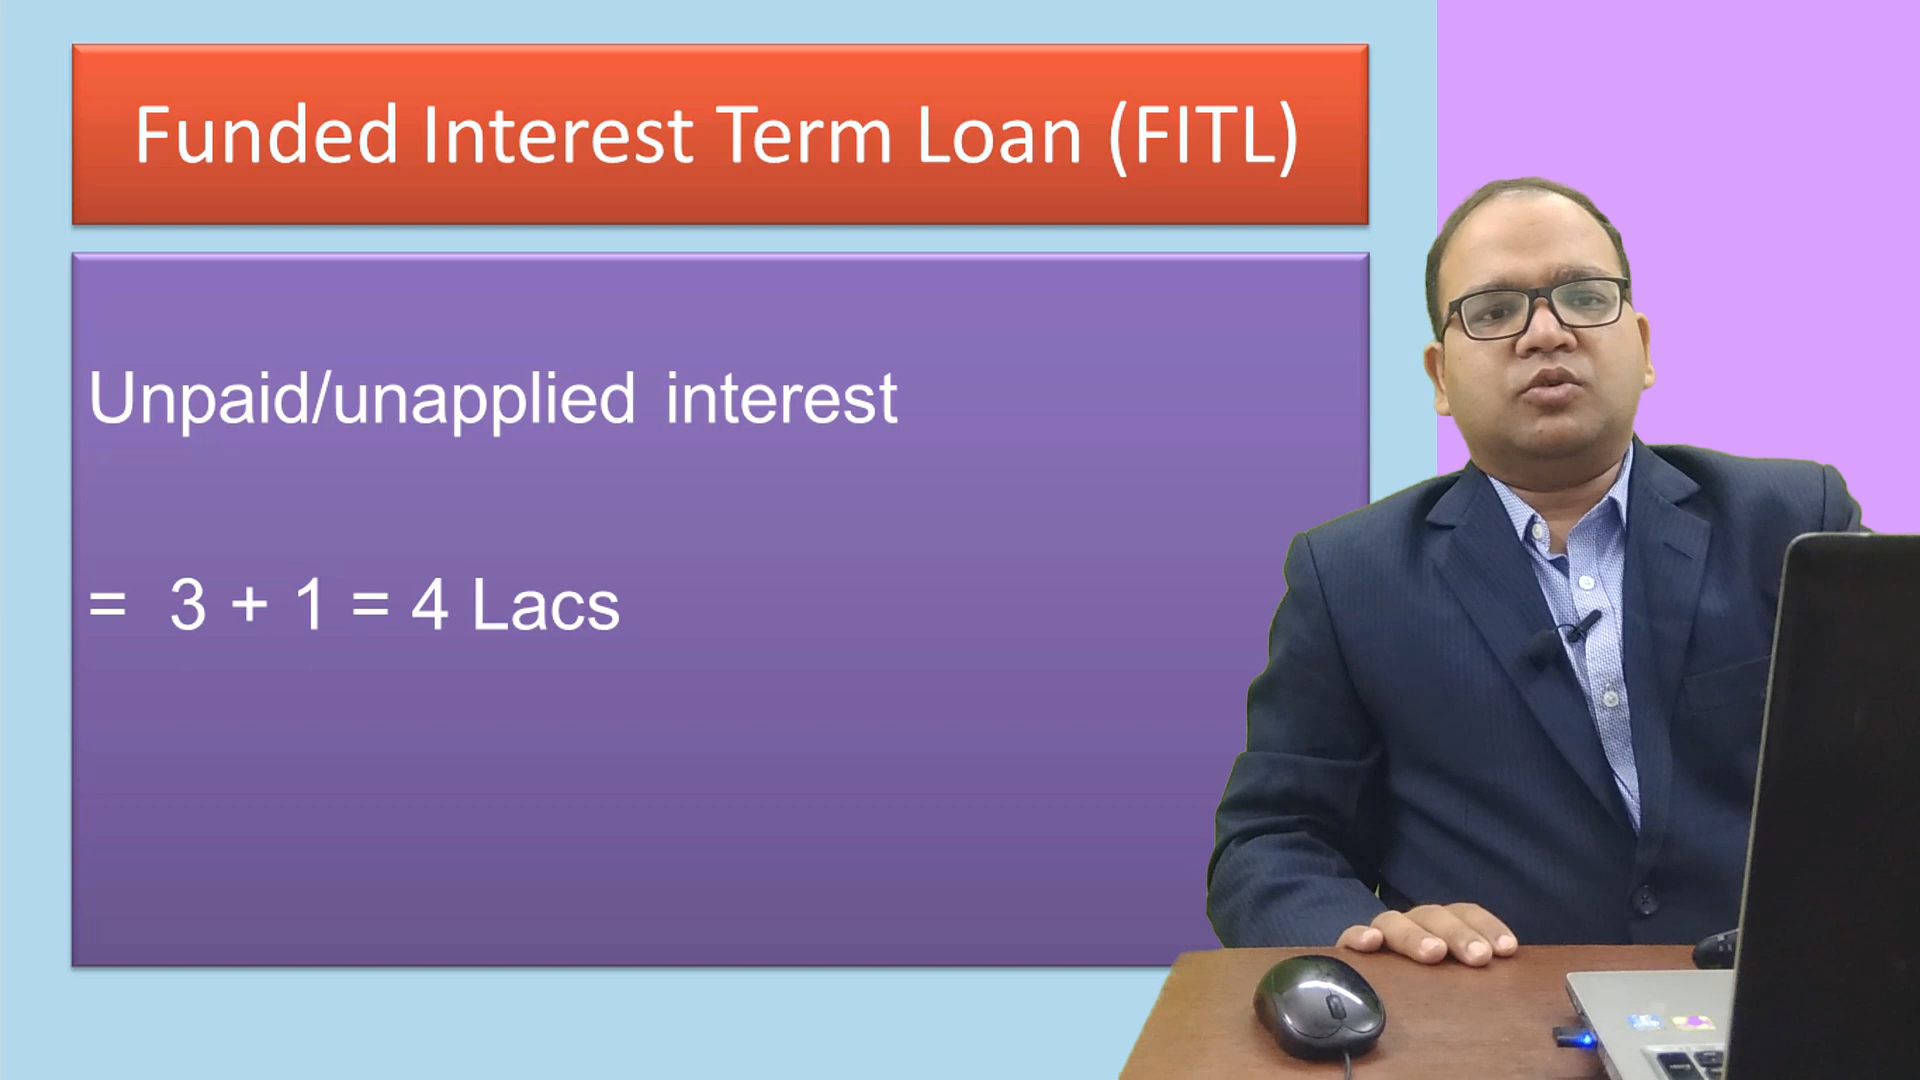 Funded Interest Term Loan (FITL)
Unpaid/unapplied interest
= 3 + 1 = 4 Lacs